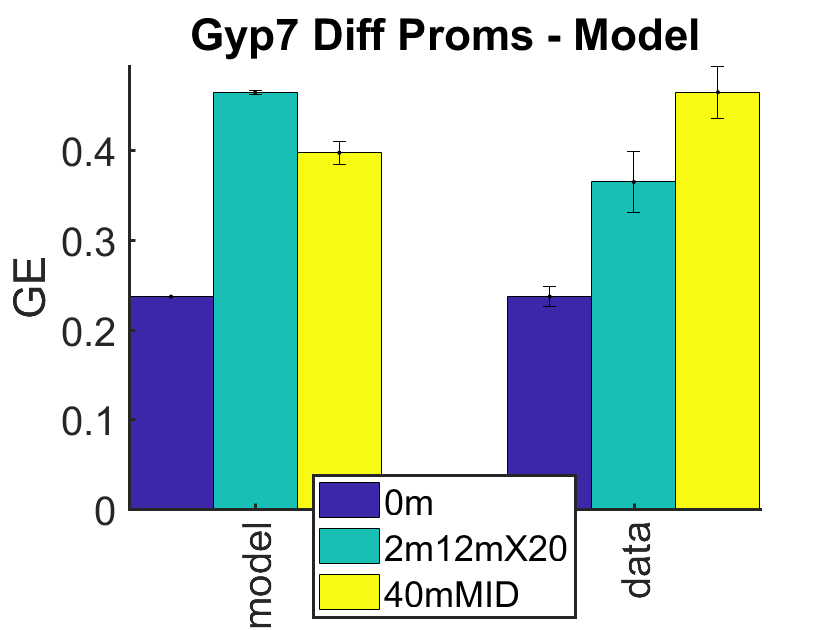 Gyp7 Diff Proms - Model
GE
0.4
0.3
0.2
0.1
0
model
data
0m
2m12mX20
40mMID